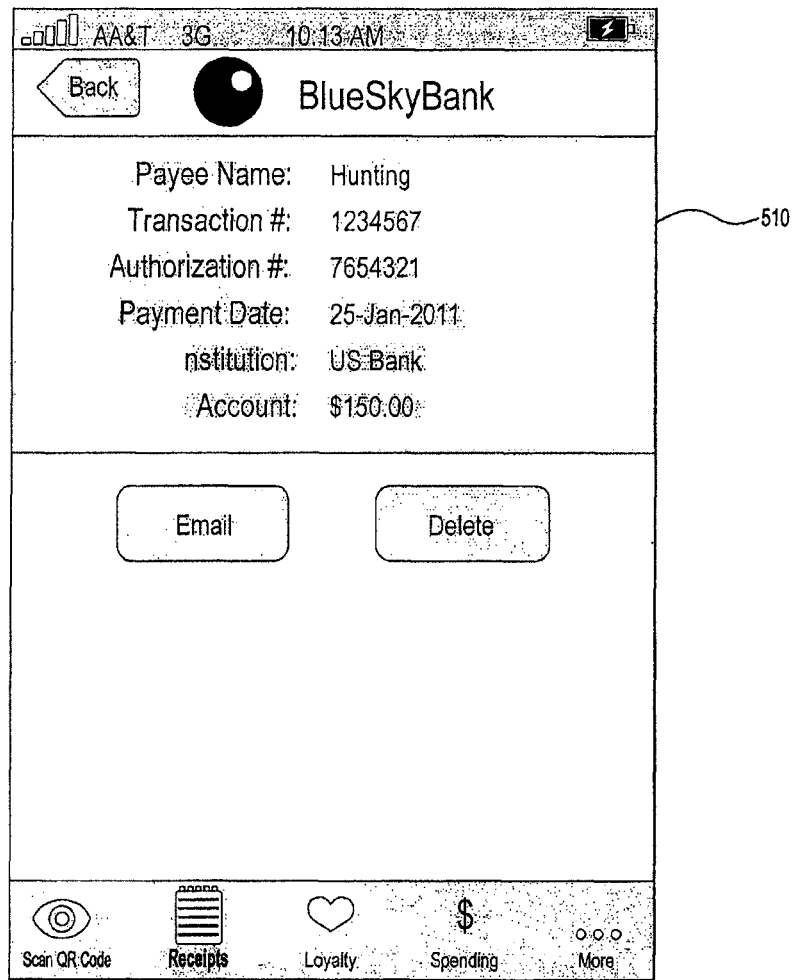 AA&T 3G 10:13 AM
Back BlueSkyBank
Payee Name: Hunting
Transaction #: 1234567
510
Authorization #: 7654321
Payment Date: 25-Jan-2011
nstitution: US Bank
Account: $150.00
Email Delete
$
Scan QR Code Receipts Loyalty Spending More